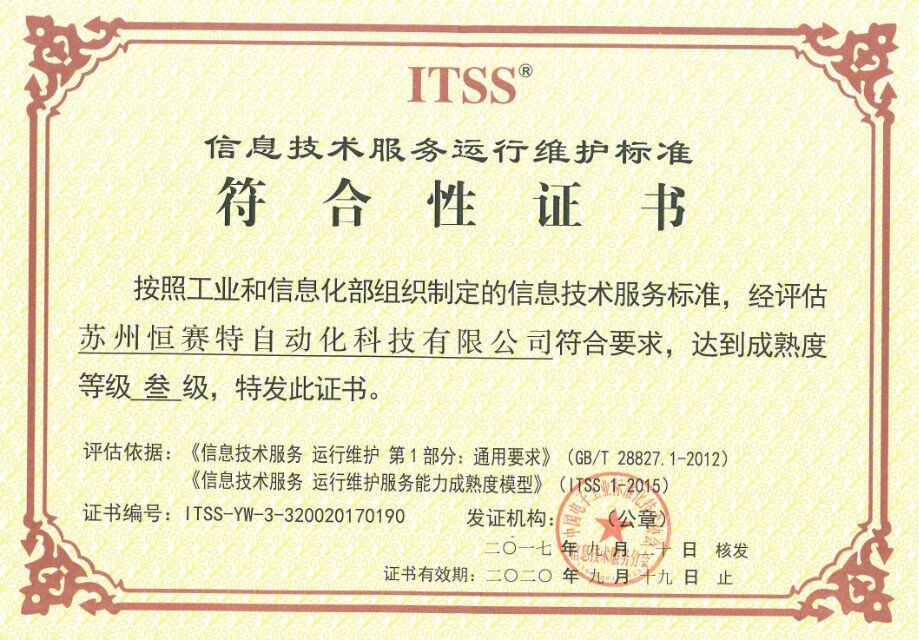 ITSS®
信息技术服务运行维护标准
符合性证书
按照工业和信息化部组织制定的信息技术服务标准，经评估
苏州恒赛特自动化科技有限公司符合要求，达到成熟度
等级 叁 级，特发此证书。
评估依据：《信息技术服务 运行维护 第1部分：通用要求》（GB/T 28827.1-2012）
《信息技术服务 运行维护服务能力成熟度模型》（ITSS 1-2015）
证书编号：ITSS-YW-3-320020170190 发证机构：（公章）
二〇一七 年 九 月 二十 日 核发
证书有效期：二〇二〇 年 九 月 十九 日 止
信息技术服务分会